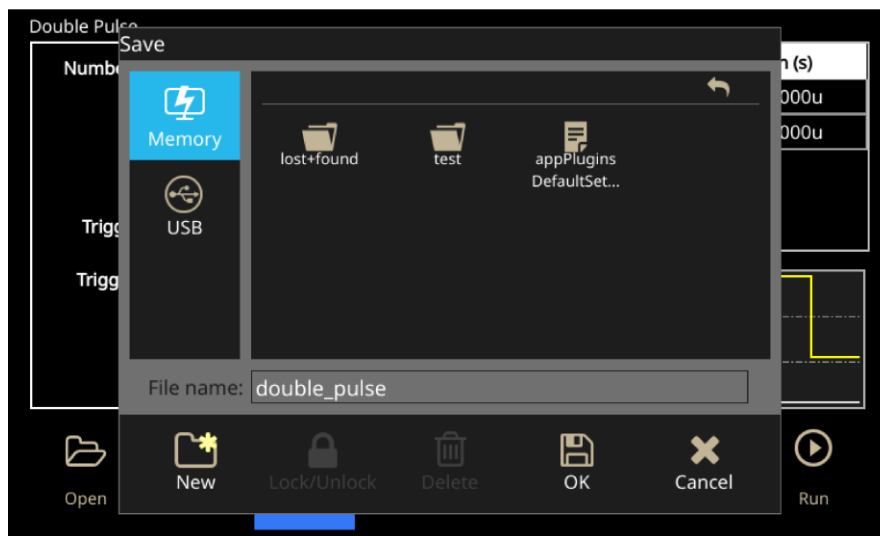 Double Pulse
Save
Numbe
n (s)
000u
000u
Memory
lost+found
test
appPlugins
DefaultSet...
USB
Trigg
Trigg
File name:
double_pulse
New
Lock/Unlock
Delete
OK
Cancel
Open
Run